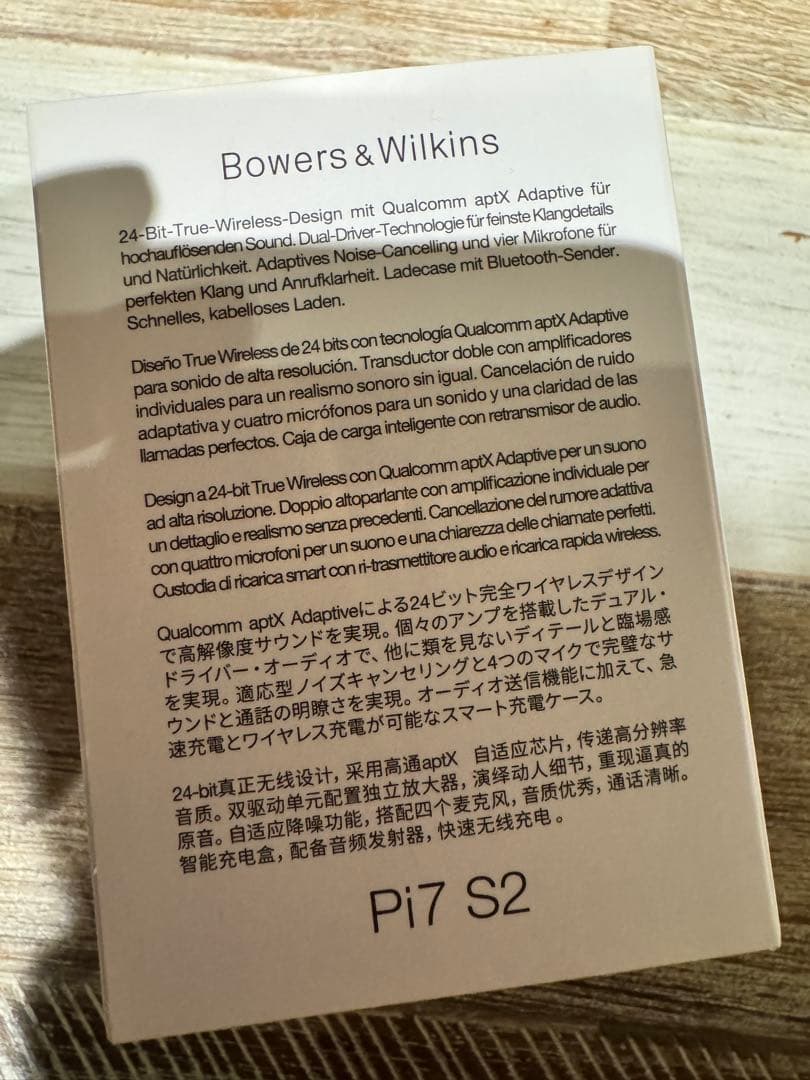 Bowers & Wilkins
24-Bit-True-Wireless-Design mit Qualcomm aptX Adaptive für
hochauflösenden Sound. Dual-Driver-Technologie für feinste Klangdetails
und Natürlichkeit. Adaptives Noise-Cancelling und vier Mikrofone für
perfekten Klang und Anrufklarheit. Ladecase mit Bluetooth-Sender.
Schnelles, kabelloses Laden.
Diseño True Wireless de 24 bits con tecnología Qualcomm aptX Adaptive
para sonido de alta resolución. Transductor doble con amplificadores
individuales para un realismo sonoro sin igual. Cancelación de ruido
adaptativa y cuatro micrófonos para un sonido y una claridad de las
llamadas perfectos. Caja de carga inteligente con retransmisor de audio.
Design a 24-bit True Wireless con Qualcomm aptX Adaptive per un suono
ad alta risoluzione. Doppio altoparlante con amplificazione individuale per
un dettaglio e realismo senza precedenti. Cancellazione del rumore adattiva
con quattro microfoni per un suono e una chiarezza delle chiamate perfetti.
Custodia di ricarica smart con ri-trasmettitore audio e ricarica rapida wireless.
Qualcomm aptX Adaptiveによる24ビット完全ワイヤレスデザイン
で高解像度サウンドを実現。個々のアンプを搭載したデュアル・
ドライバー・オーディオで、他に類を見ないディテールと臨場感
を実現。適応型ノイズキャンセリングと4つのマイクで完璧なサ
ウンドと通話の明瞭さを実現。オーディオ送信機能に加えて、急
速充電とワイヤレス充電が可能なスマート充電ケース。
24-bit真正无线设计，采用高通aptX 自适应芯片，传递高分辨率
音质。双驱动单元配置独立放大器，演绎动人细节，重现逼真的
原音。自适应降噪功能，搭配四个麦克风，音质优秀，通话清晰。
智能充电盒，配备音频发射器，快速无线充电。
Pi7 S2